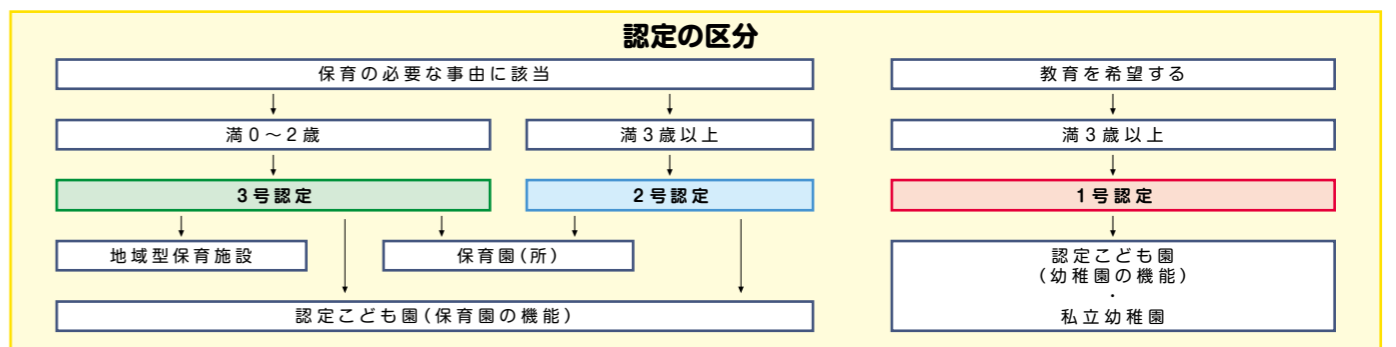 認定の区分
保育の必要な事由に該当
教育を希望する
満0～2歳
満3歳以上
満3歳以上
3号認定
2号認定
1号認定
地域型保育施設
保育園(所)
認定こども園(保育園の機能)
認定こども園
(幼稚園の機能)
・
私立幼稚園